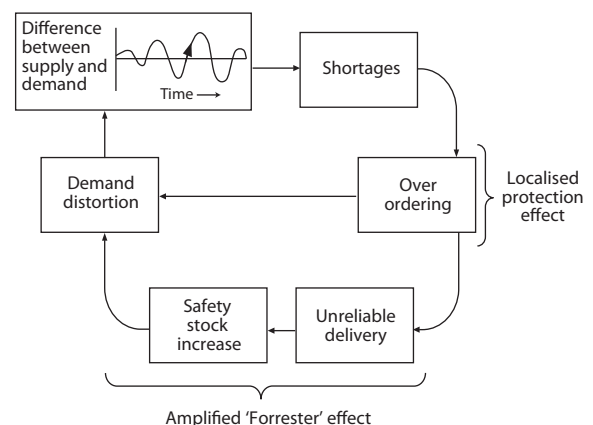 Difference
between
supply and
demand
Time
Shortages
Demand
distortion
Over
ordering
Localised
protection
effect
Safety
stock
increase
Unreliable
delivery
Amplified 'Forrester' effect